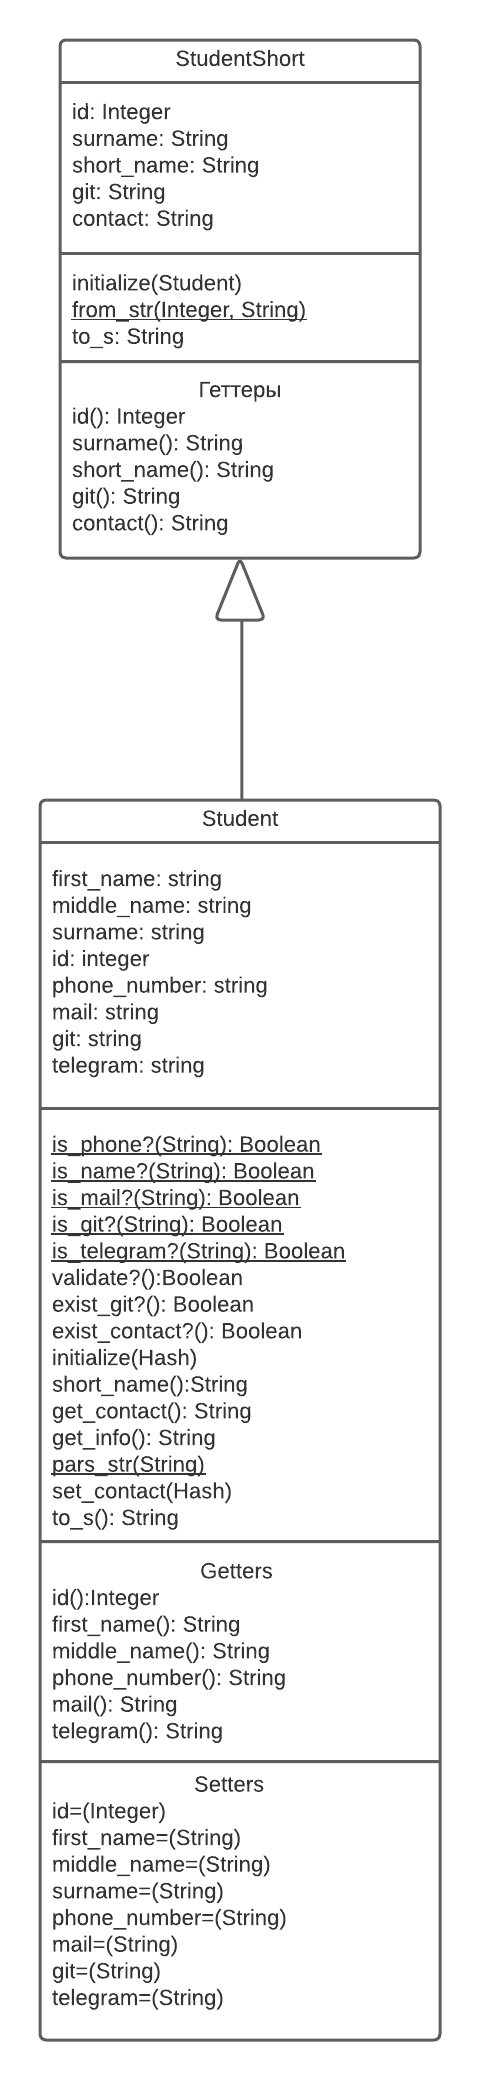 StudentShort
id: Integer
surname: String
short_name: String
git: String
contact: String
initialize(Student)
from_str(Integer, String)
to_s: String
Геттеры
id(): Integer
surname(): String
short_name(): String
git(): String
contact(): String
Student
first_name: string
middle_name: string
surname: string
id: integer
phone_number: string
mail: string
git: string
telegram: string
is_phone?(String): Boolean
is_name?(String): Boolean
is_mail?(String): Boolean
is_git?(String): Boolean
is_telegram?(String): Boolean
validate?():Boolean
exist_git?(): Boolean
exist_contact?(): Boolean
initialize(Hash)
short_name():String
get_contact(): String
get_info(): String
pars_str(String)
set_contact(Hash)
to_s(): String
Getters
id():Integer
first_name(): String
middle_name(): String
phone_number(): String
mail(): String
telegram(): String
Setters
id=(Integer)
first_name=(String)
middle_name=(String)
surname=(String)
phone_number=(String)
mail=(String)
git=(String)
telegram=(String)